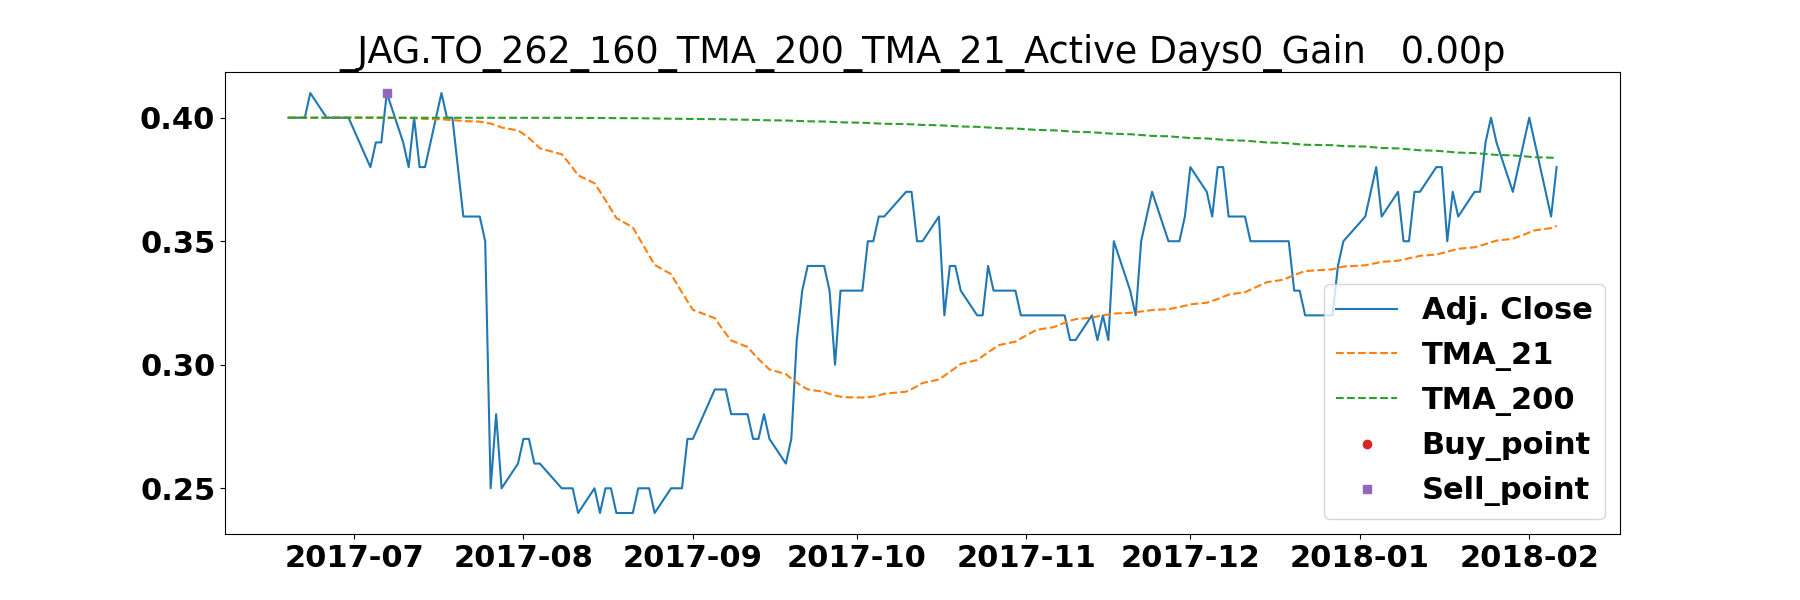 _JAG.TO_262_160_TMA_200_TMA_21_Active Days0_Gain   0.00p
0.40
0.35
0.30
0.25
Adj. Close
TMA_21
TMA_200
Buy_point
Sell_point
2017-07 2017-08 2017-09 2017-10 2017-11 2017-12 2018-01 2018-02